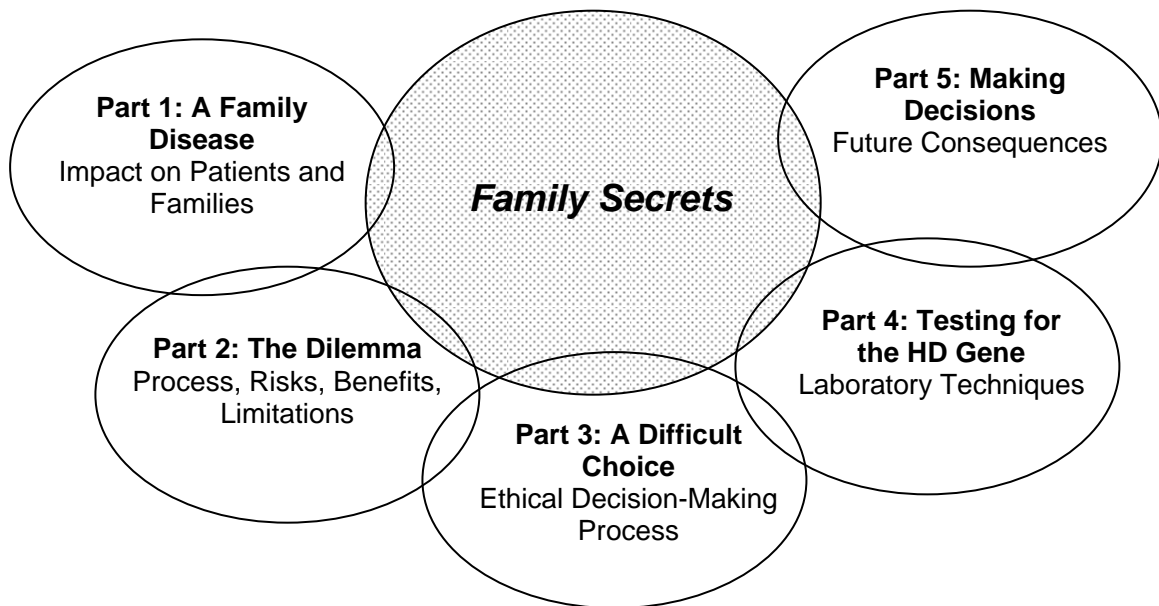 Family Secrets
Part 1: A Family
Disease
Impact on Patients and
Families
Part 2: The Dilemma
Process, Risks, Benefits,
Limitations
Part 3: A Difficult
Choice
Ethical Decision-Making
Process
Part 4: Testing for
the HD Gene
Laboratory Techniques
Part 5: Making
Decisions
Future Consequences